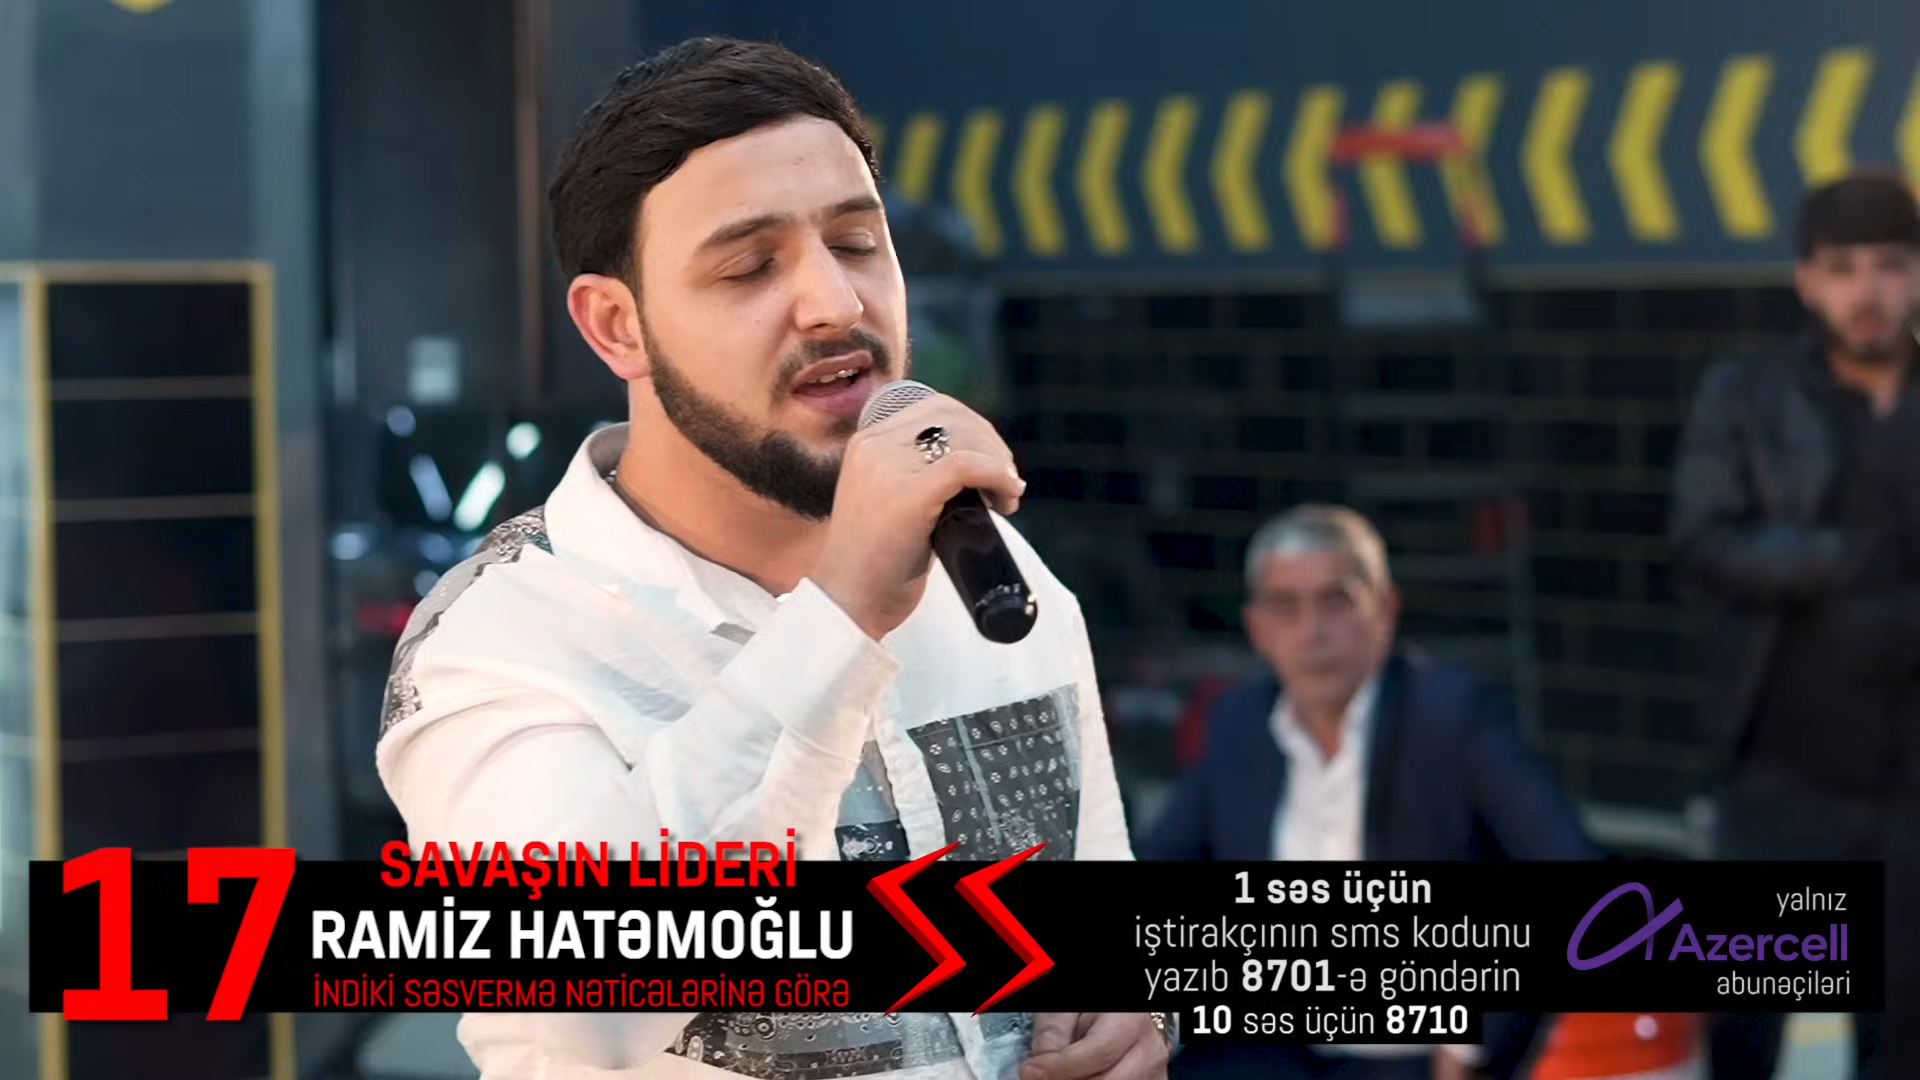 17
SAVAŞIN LİDERİ
RAMİZ HATƏMOĞLU
İNDİKİ SƏSVERMƏ NƏTİCƏLƏRİNƏ GÖRƏ
1 səs üçün
iştirakçının sms kodunu
yazıb 8701-ə göndərin
10 səs üçün 8710
yalnız
Azercell
abunəçiləri